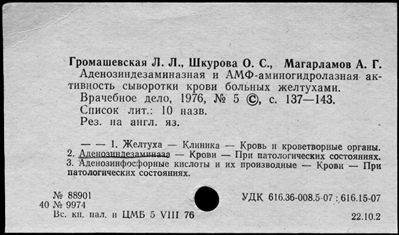 Громашевская Л. Л., Шкурова О. С., Магарламов А. Г.
Аденозиндезаминазная и АМФ-аминогидролазная ак-
тивность сыворотки крови больных желтухами.
Врачебное дело, 1976, № 5 ©, с. 137—143.
Список лит.: 10 назв.
Рез. на англ. яз.
— — 1. Желтуха — Клиника — Кровь и кроветворные органы.
2. Аденозиндезаминаза — Крови — При патологических состояниях.
3. Аденозинфосфорные кислоты и их производные — Крови — При
патологических состояниях.
№ 88901
УДК 616.36-008.5-07 : 616.15-07
40 № 9974
Вс. кн. пал. и ЦМБ 5 VIII 76
22.10.2